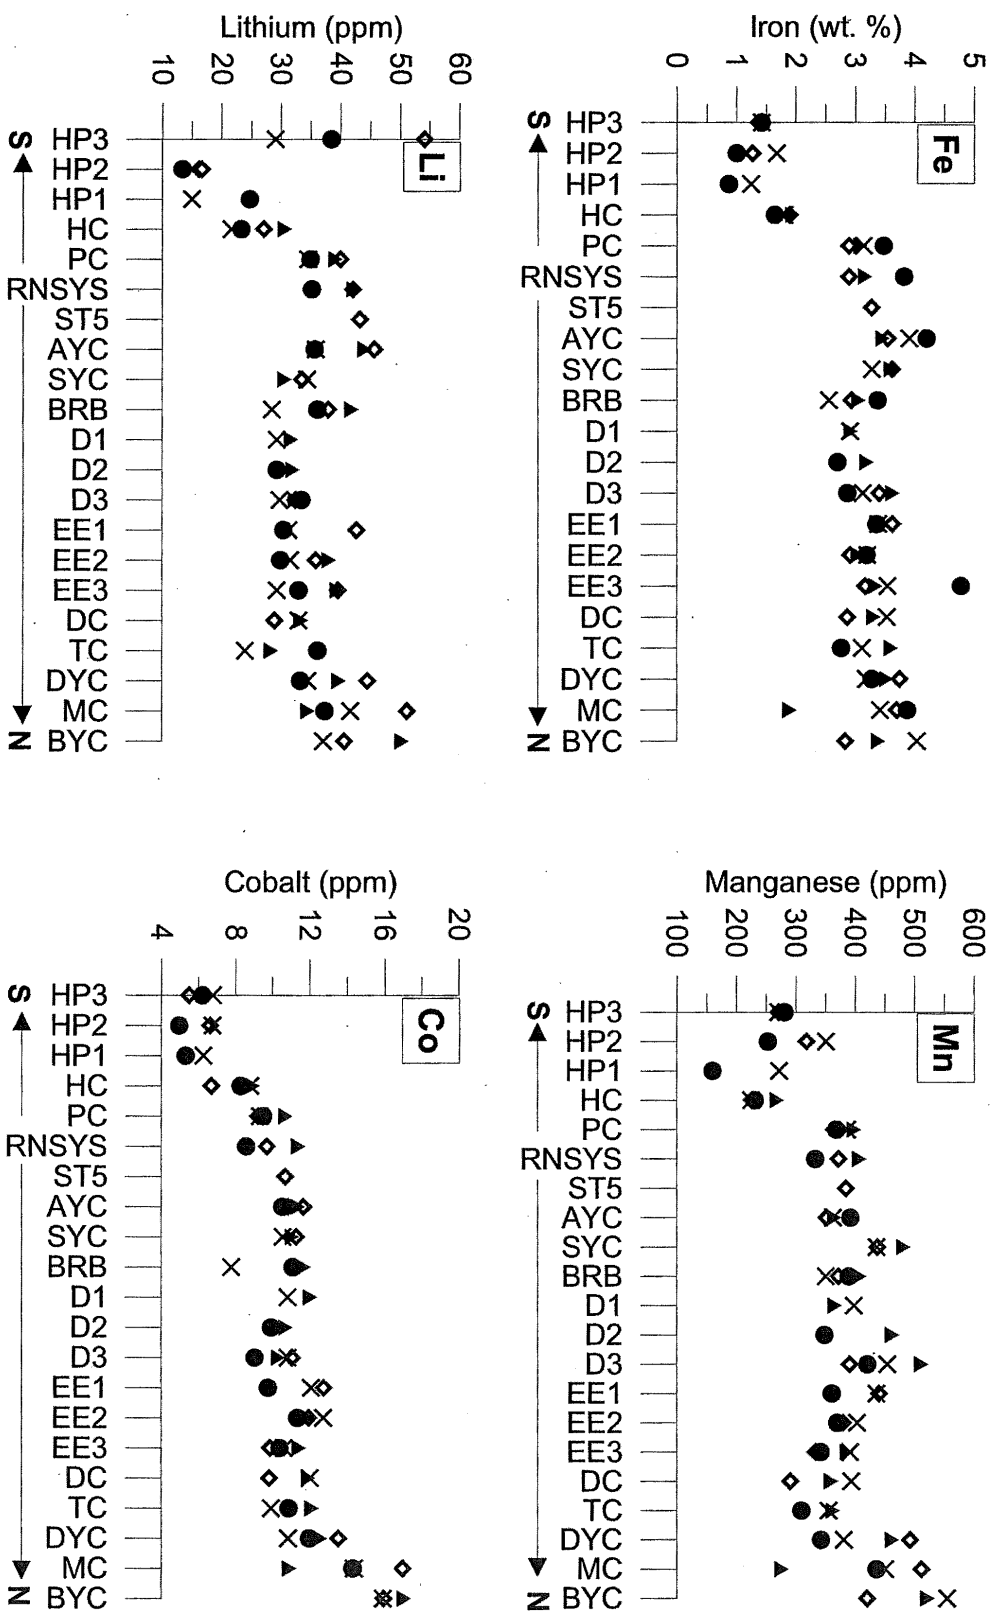 Iron (wt. %)
0 1 2 3 4 5
Fe
HP3
HP2
HP1
HC
PC
RNSYS
ST5
AYC
SYC
BRB
D1
D2
D3
EE1
EE2
EE3
DC
TC
DYC
MC
BYC
S N
Manganese (ppm)
100 200 300 400 500 600
Mn
HP3
HP2
HP1
HC
PC
RNSYS
ST5
AYC
SYC
BRB
D1
D2
D3
EE1
EE2
EE3
DC
TC
DYC
MC
BYC
S N
Lithium (ppm)
10 20 30 40 50 60
Li
HP3
HP2
HP1
HC
PC
RNSYS
ST5
AYC
SYC
BRB
D1
D2
D3
EE1
EE2
EE3
DC
TC
DYC
MC
BYC
S N
Cobalt (ppm)
4 8 12 16 20
Co
HP3
HP2
HP1
HC
PC
RNSYS
ST5
AYC
SYC
BRB
D1
D2
D3
EE1
EE2
EE3
DC
TC
DYC
MC
BYC
S N